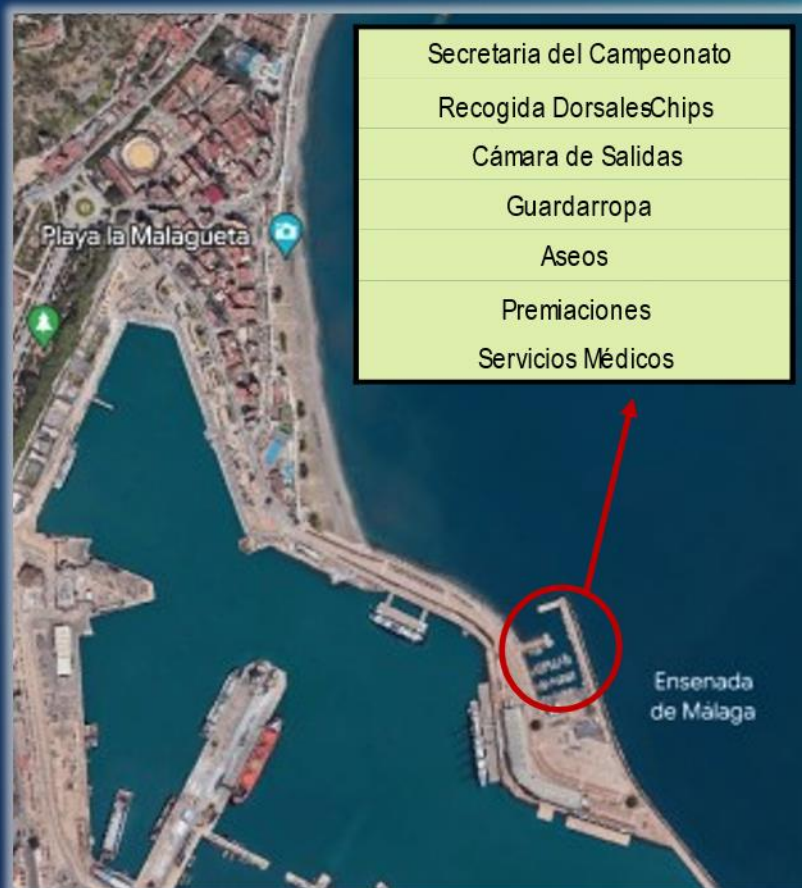 Secretaria del Campeonato
Recogida DorsalesChips
Cámara de Salidas
Guardarropa
Aseos
Premiaciones
Servicios Médicos
Playa la Malagueta
Ensenada
de Málaga